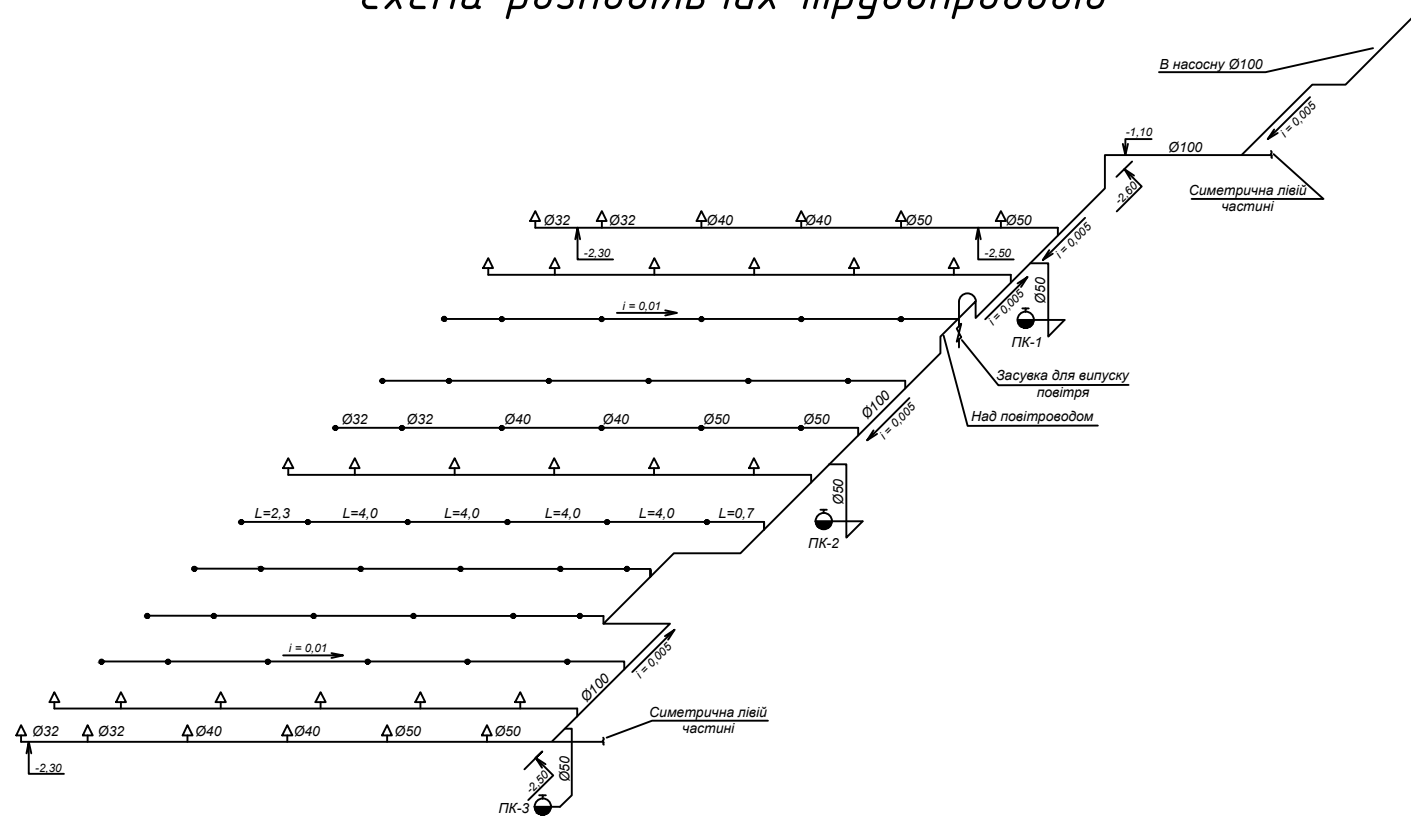 схема розподільчих трубопроводів
В насосну Ø100
i = 0,005
-1,10
Ø100
Симетрична лівій
частині
-2,60
Ø32
Ø32
Ø40
Ø40
Ø50
Ø50
-2,30
-2,50
i = 0,005
i = 0,005
Ø50
i = 0,01
ПК-1
Засувка для випуску
повітря
Над повітроводом
Ø100
i = 0,005
Ø32
Ø32
Ø40
Ø40
Ø50
Ø50
Ø50
L=2,3
L=4,0
L=4,0
L=4,0
L=4,0
L=0,7
ПК-2
i = 0,01
i = 0,005
Ø100
Симетрична лівій
частині
Ø32
Ø32
Ø40
Ø40
Ø50
Ø50
-2,30
-2,50
Ø50
ПК-3